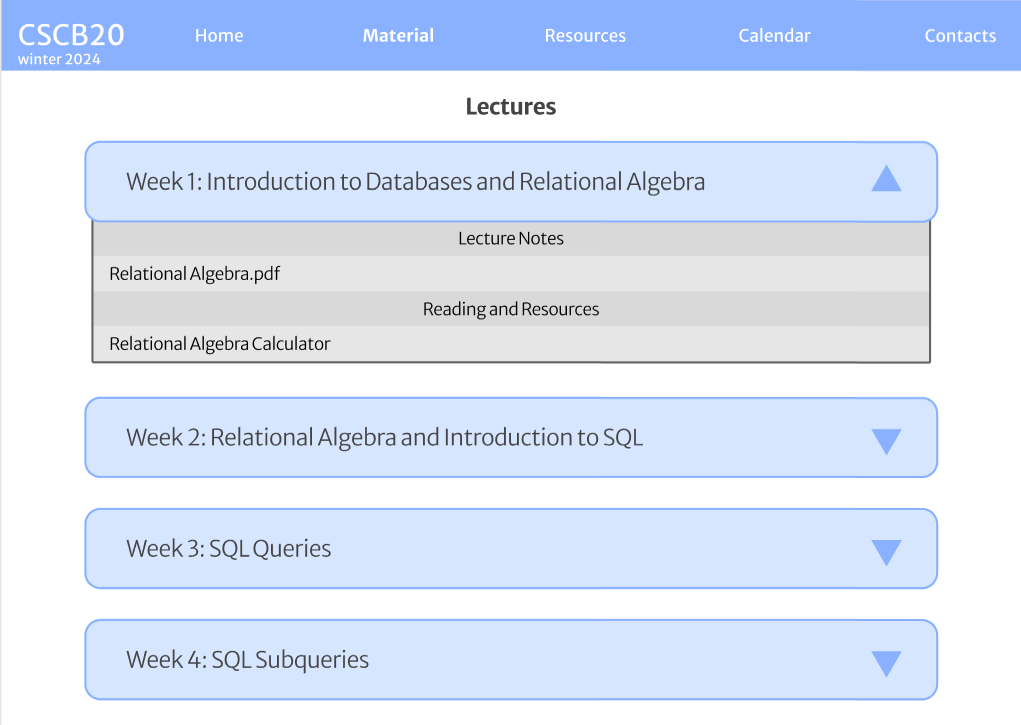 CSCB20
winter 2024
Home Material Resources Calendar Contacts
Lectures
Week 1: Introduction to Databases and Relational Algebra
Lecture Notes
Relational Algebra.pdf
Reading and Resources
Relational Algebra Calculator
Week 2: Relational Algebra and Introduction to SQL
Week 3: SQL Queries
Week 4: SQL Subqueries